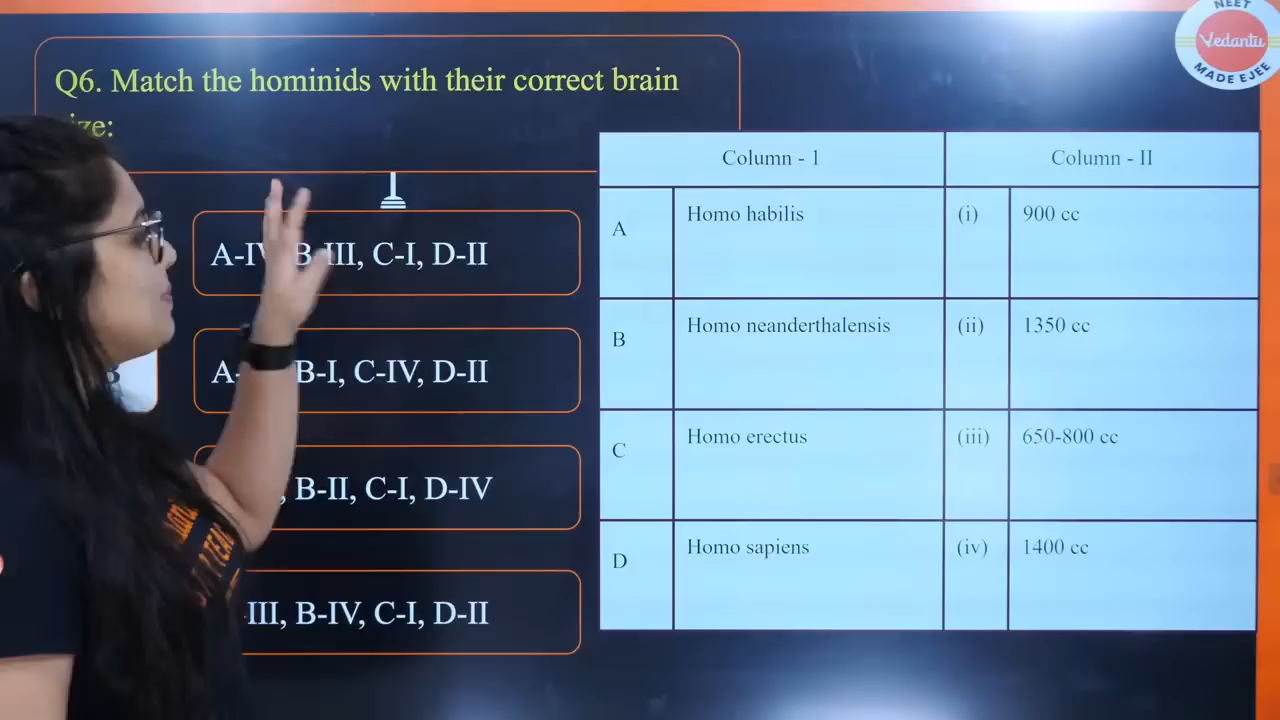 NEET
Vedantu
MADE EJEE
Q6. Match the hominids with their correct brain
size:
A-IV, B-III, C-I, D-II
A- B-I, C-IV, D-II
, B-II, C-I, D-IV
-III, B-IV, C-I, D-II
Column - 1 Column - II
A Homo habilis (i) 900 cc
B Homo neanderthalensis (ii) 1350 cc
C Homo erectus (iii) 650-800 cc
D Homo sapiens (iv) 1400 cc